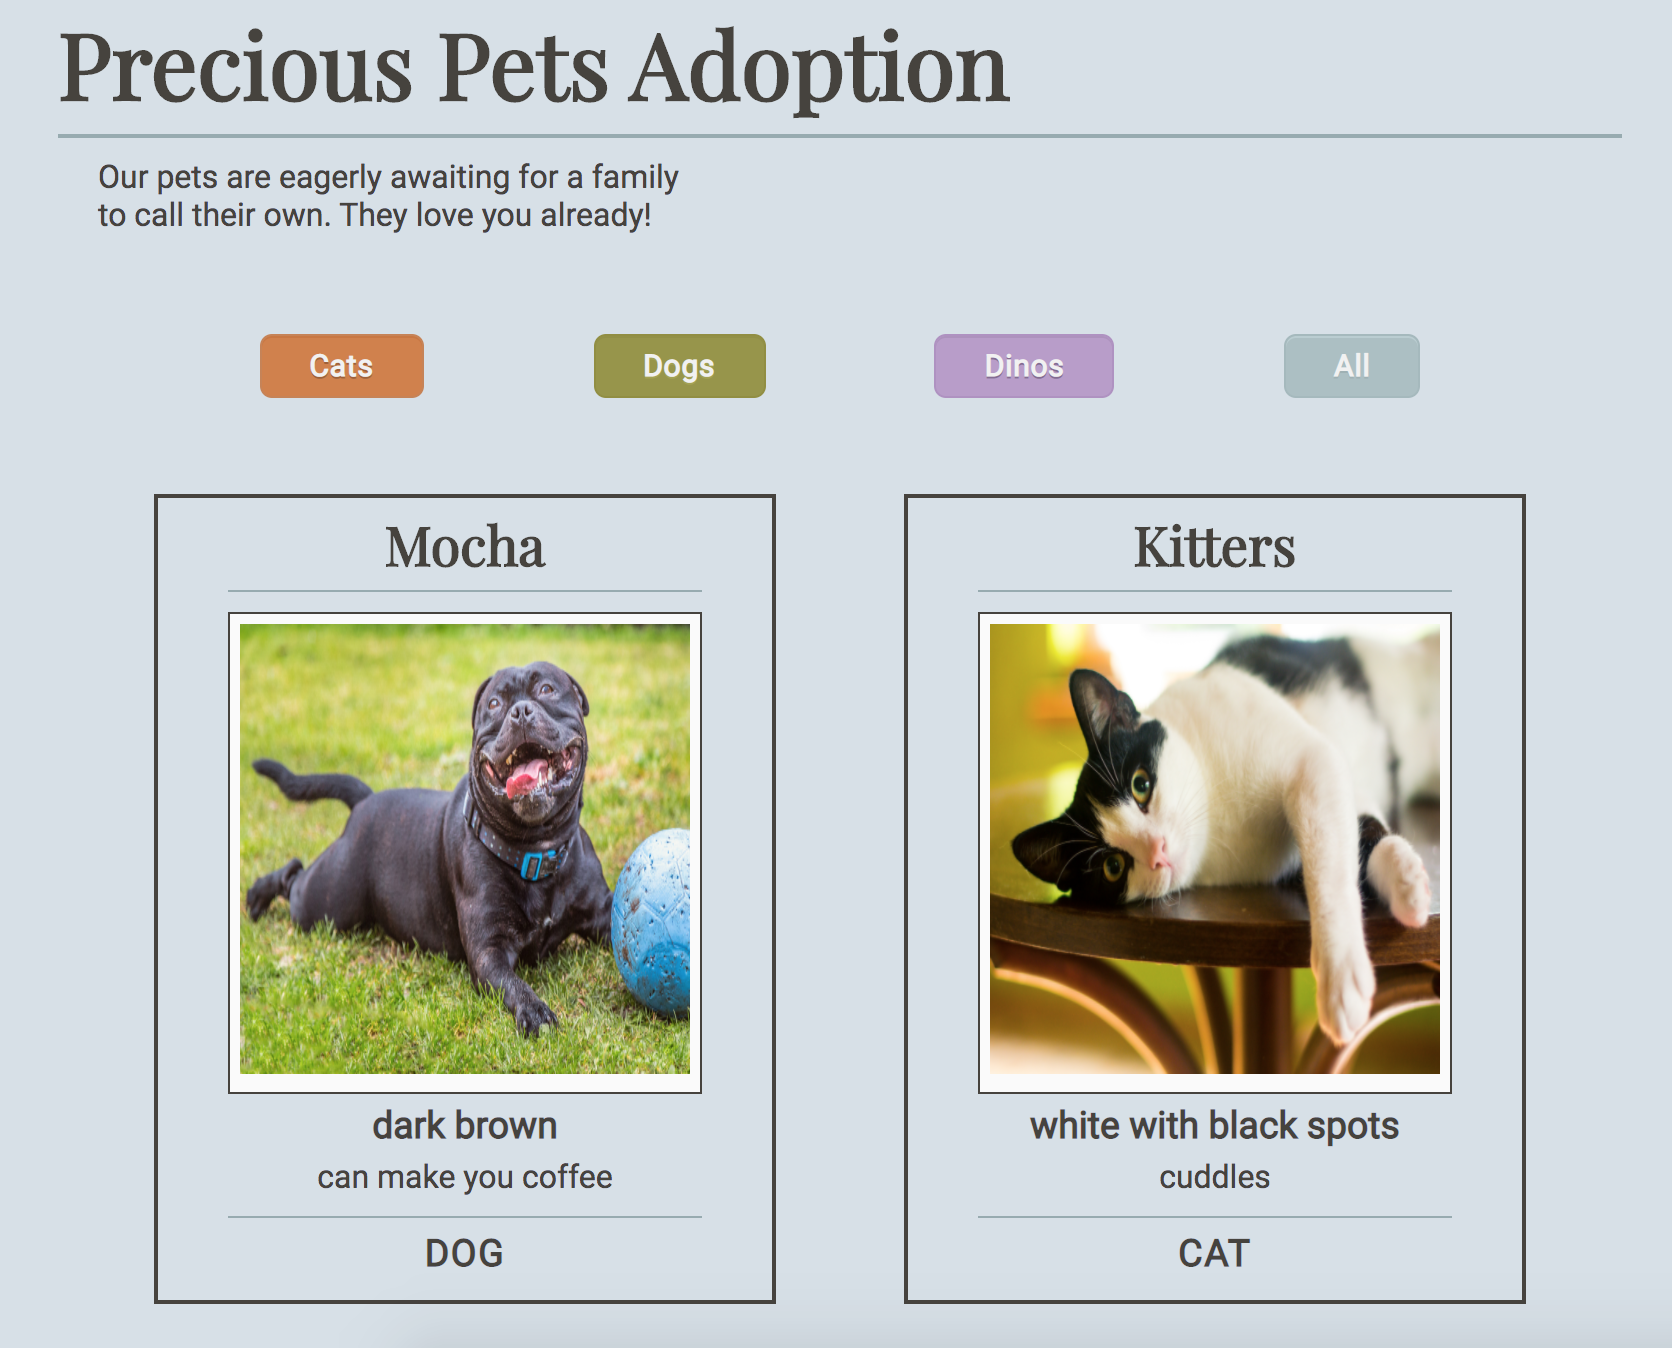 Precious Pets Adoption
Our pets are eagerly awaiting for a family
to call their own. They love you already!
Cats
Dogs
Dinos
All
Mocha
dark brown
can make you coffee
DOG
Kitters
white with black spots
cuddles
CAT